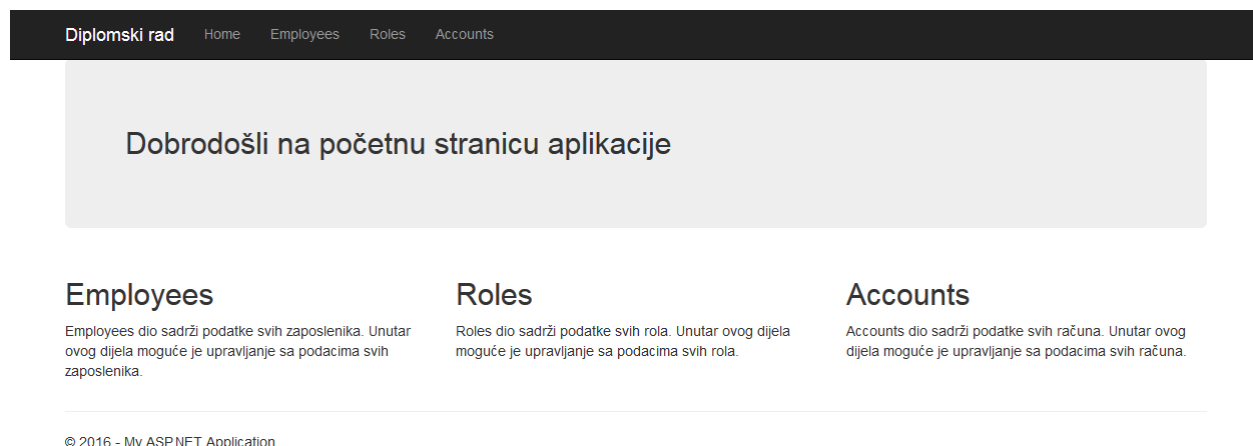 Diplomski rad Home Employees Roles Accounts
Dobrodošli na početnu stranicu aplikacije
Employees
Employees dio sadrži podatke svih zaposlenika. Unutar
ovog dijela moguće je upravljanje sa podacima svih
zaposlenika.
Roles
Roles dio sadrži podatke svih rola. Unutar ovog dijela
moguće je upravljanje sa podacima svih rola.
Accounts
Accounts dio sadrži podatke svih računa. Unutar ovog
dijela moguće je upravljanje sa podacima svih računa.
© 2016 - My ASP.NET Application